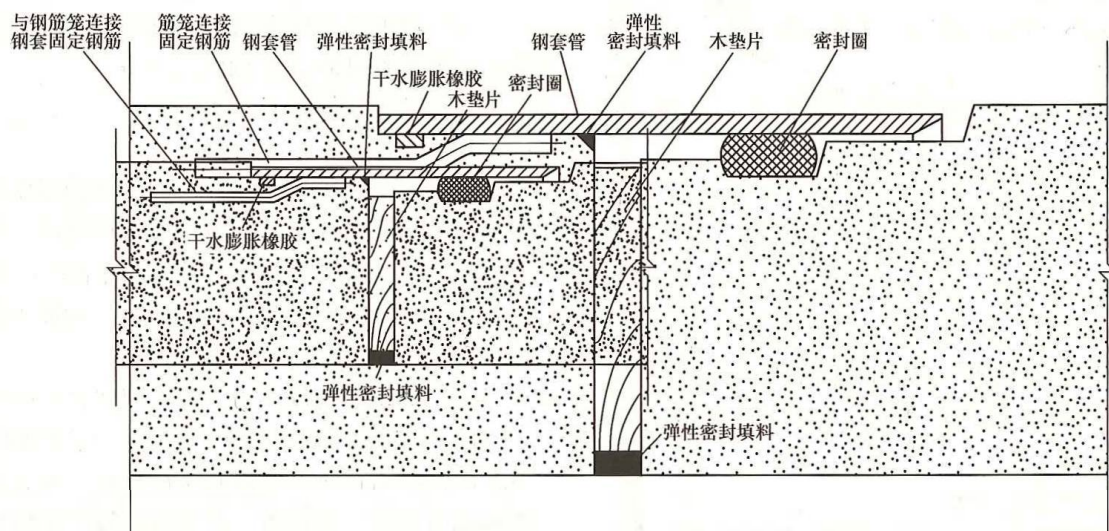 与钢筋笼连接
钢套固定钢筋
筋笼连接
固定钢筋
钢套管
弹性密封填料
钢套管
弹性
密封填料
木垫片
密封圈
干水膨胀橡胶
密封圈
木垫片
干水膨胀橡胶
弹性密封填料
弹性密封填料